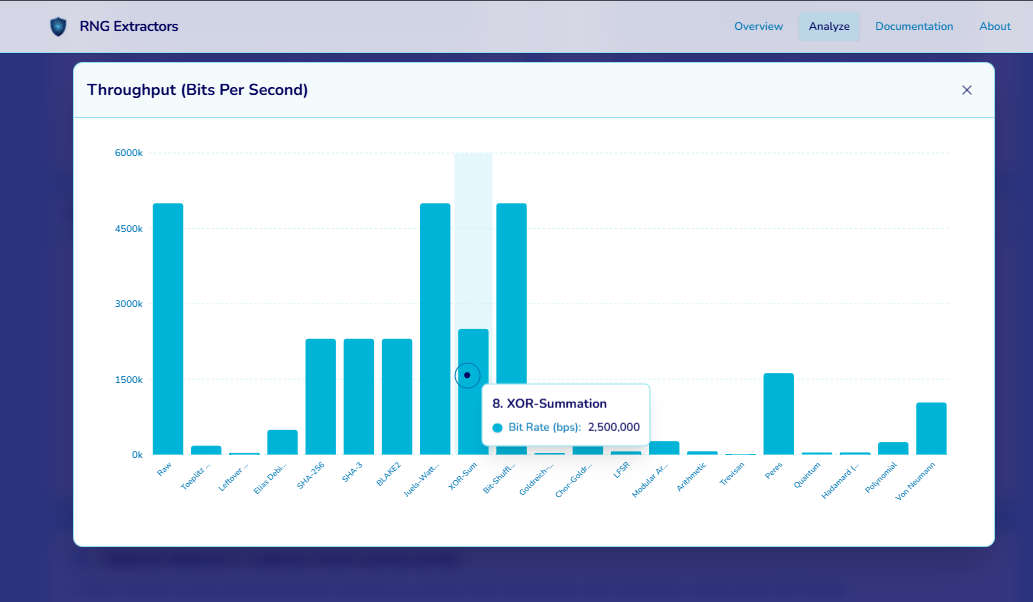 RNG Extractors
Overview
Analyze
Documentation
About
Throughput (Bits Per Second)
6000k
4500k
3000k
1500k
0k
8. XOR-Summation
Bit Rate (bps): 2,500,000
Raw
Toeplitz ...
Leftover ...
Elias Debi...
SHA-256
SHA-3
BLAKE2
Juels-Watt...
XOR-Sum
Bit-Shuffl...
Goldreich-...
Chor-Goldr...
LFSR
Modular Ar...
Arithmetic
Trevisan
Peres
Quantum
Hadamard (...
Polynomial
Von Neumann